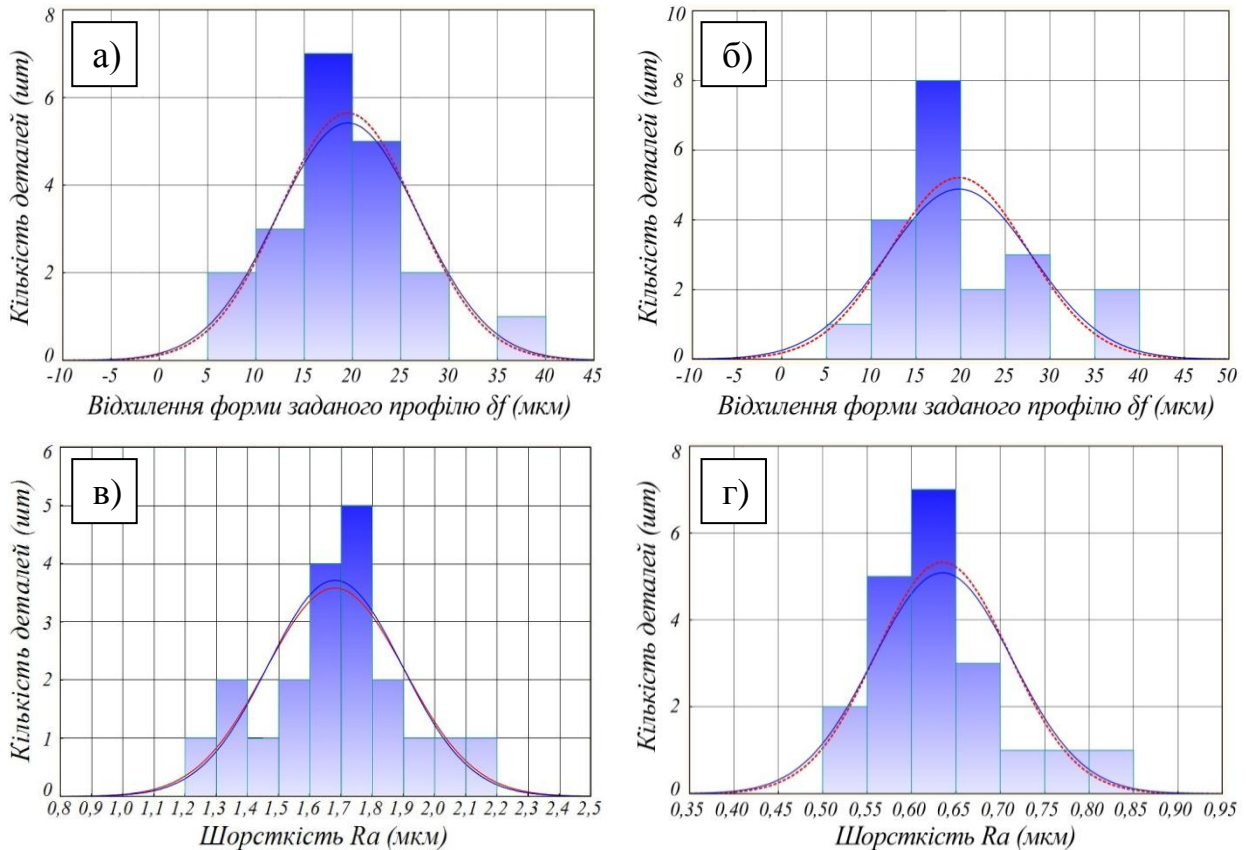 а)
Кількість деталей (шт)
8
6
4
2
0
-10 -5 0 5 10 15 20 25 30 35 40 45
Відхилення форми заданого профілю δf (мкм)
б)
Кількість деталей (шт)
10
8
6
4
2
0
-10 -5 0 5 10 15 20 25 30 35 40 45 50
Відхилення форми заданого профілю δf (мкм)
в)
Кількість деталей (шт)
6
5
4
3
2
1
0
0,8 0,9 1,0 1,1 1,2 1,3 1,4 1,5 1,6 1,7 1,8 1,9 2,0 2,1 2,2 2,3 2,4 2,5
Шорсткість Ra (мкм)
г)
Кількість деталей (шт)
8
6
4
2
0
0,35 0,40 0,45 0,50 0,55 0,60 0,65 0,70 0,75 0,80 0,85 0,90 0,95
Шорсткість Ra (мкм)